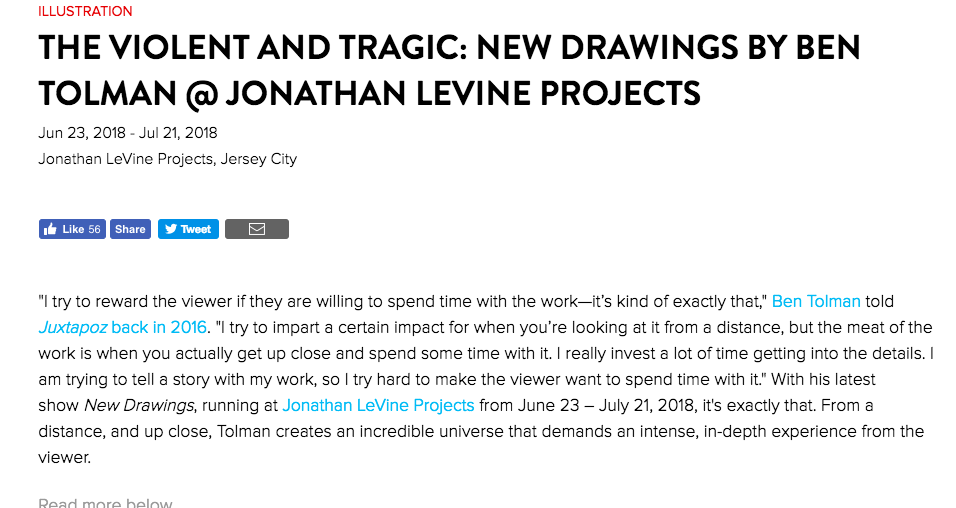 ILLUSTRATION
THE VIOLENT AND TRAGIC: NEW DRAWINGS BY BEN
TOLMAN @ JONATHAN LEVINE PROJECTS
Jun 23, 2018 - Jul 21, 2018
Jonathan LeVine Projects, Jersey City
Like 56 Share Tweet
"I try to reward the viewer if they are willing to spend time with the work—it’s kind of exactly that," Ben Tolman told
Juxtapoz back in 2016. "I try to impart a certain impact for when you’re looking at it from a distance, but the meat of the
work is when you actually get up close and spend some time with it. I really invest a lot of time getting into the details. I
am trying to tell a story with my work, so I try hard to make the viewer want to spend time with it." With his latest
show New Drawings, running at Jonathan LeVine Projects from June 23 – July 21, 2018, it's exactly that. From a
distance, and up close, Tolman creates an incredible universe that demands an intense, in-depth experience from the
viewer.
Read more below